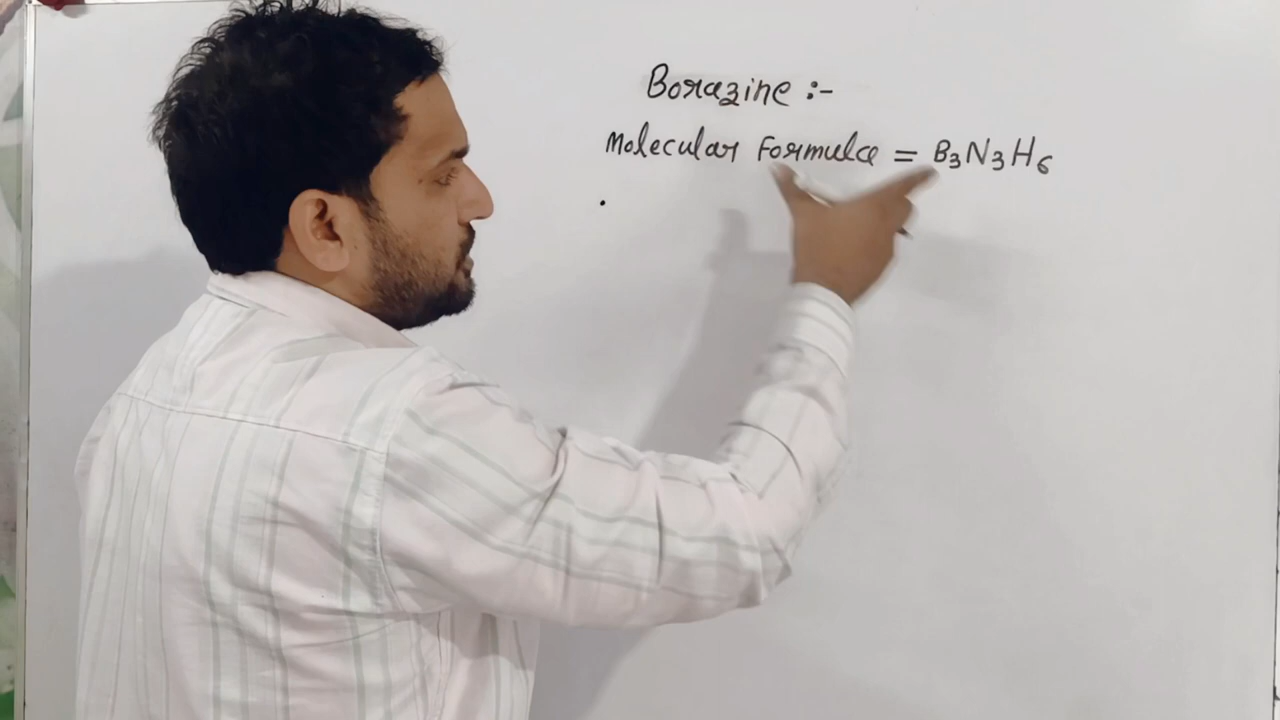 Borazine :-
Molecular Formula = B₃N₃H₆